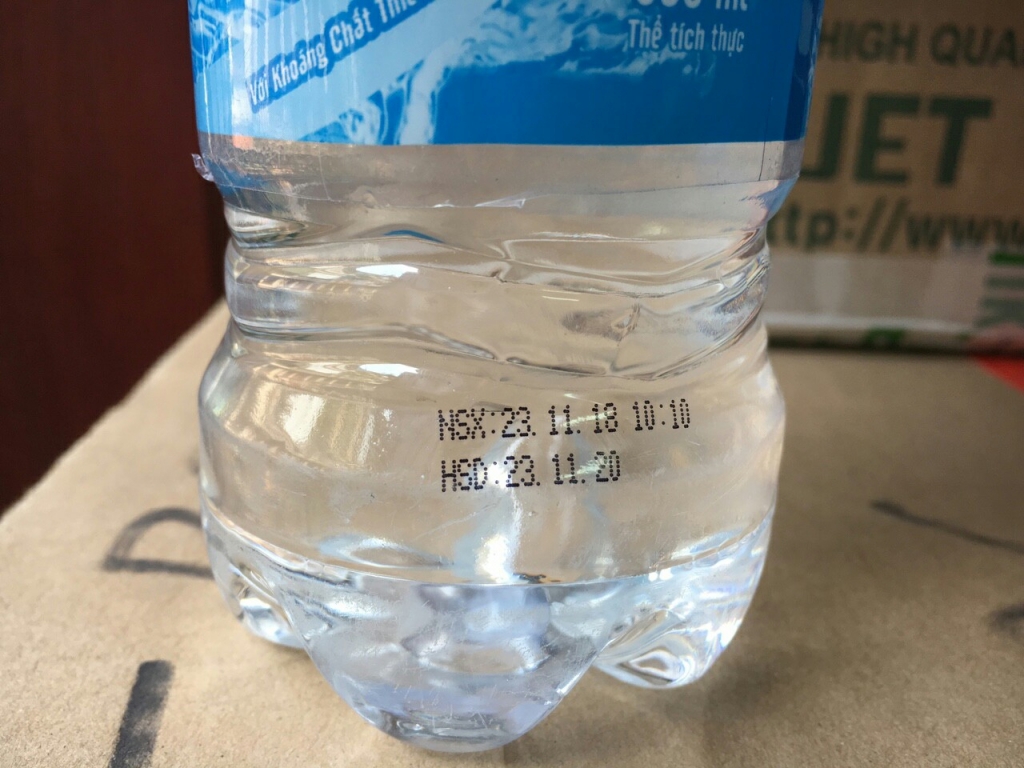 Với Khoáng Chất
Thể tích thực
HIGH
JET
http://www
NSX:23. 11 18 10:10
HSD:23. 11. 20